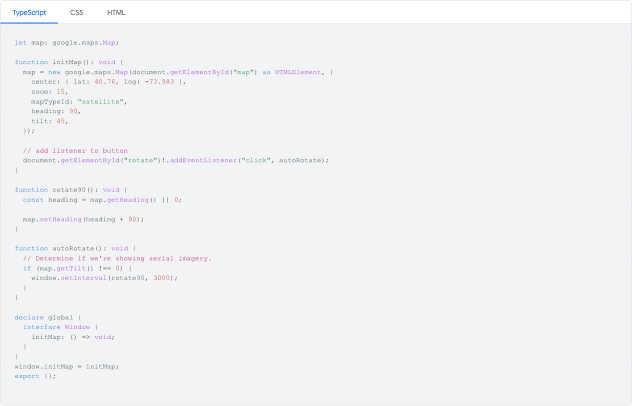 TypeScript CSS HTML
let map: google.maps.Map;
function initMap(): void {
map = new google.maps.Map(document.getElementById("map") as HTMLElement, {
center: { lat: 40.76, lng: -73.983 },
zoom: 15,
mapTypeId: "satellite",
heading: 90,
tilt: 45,
});
// add listener to button
document.getElementById("rotate")!.addEventListener("click", autoRotate);
}
function rotate90(): void {
const heading = map.getHeading() || 0;
map.setHeading(heading + 90);
}
function autoRotate(): void {
// Determine if we're showing aerial imagery.
if (map.getTilt() !== 0) {
window.setInterval(rotate90, 3000);
}
}
declare global {
interface Window {
initMap: () => void;
}
}
window.initMap = initMap;
export {};